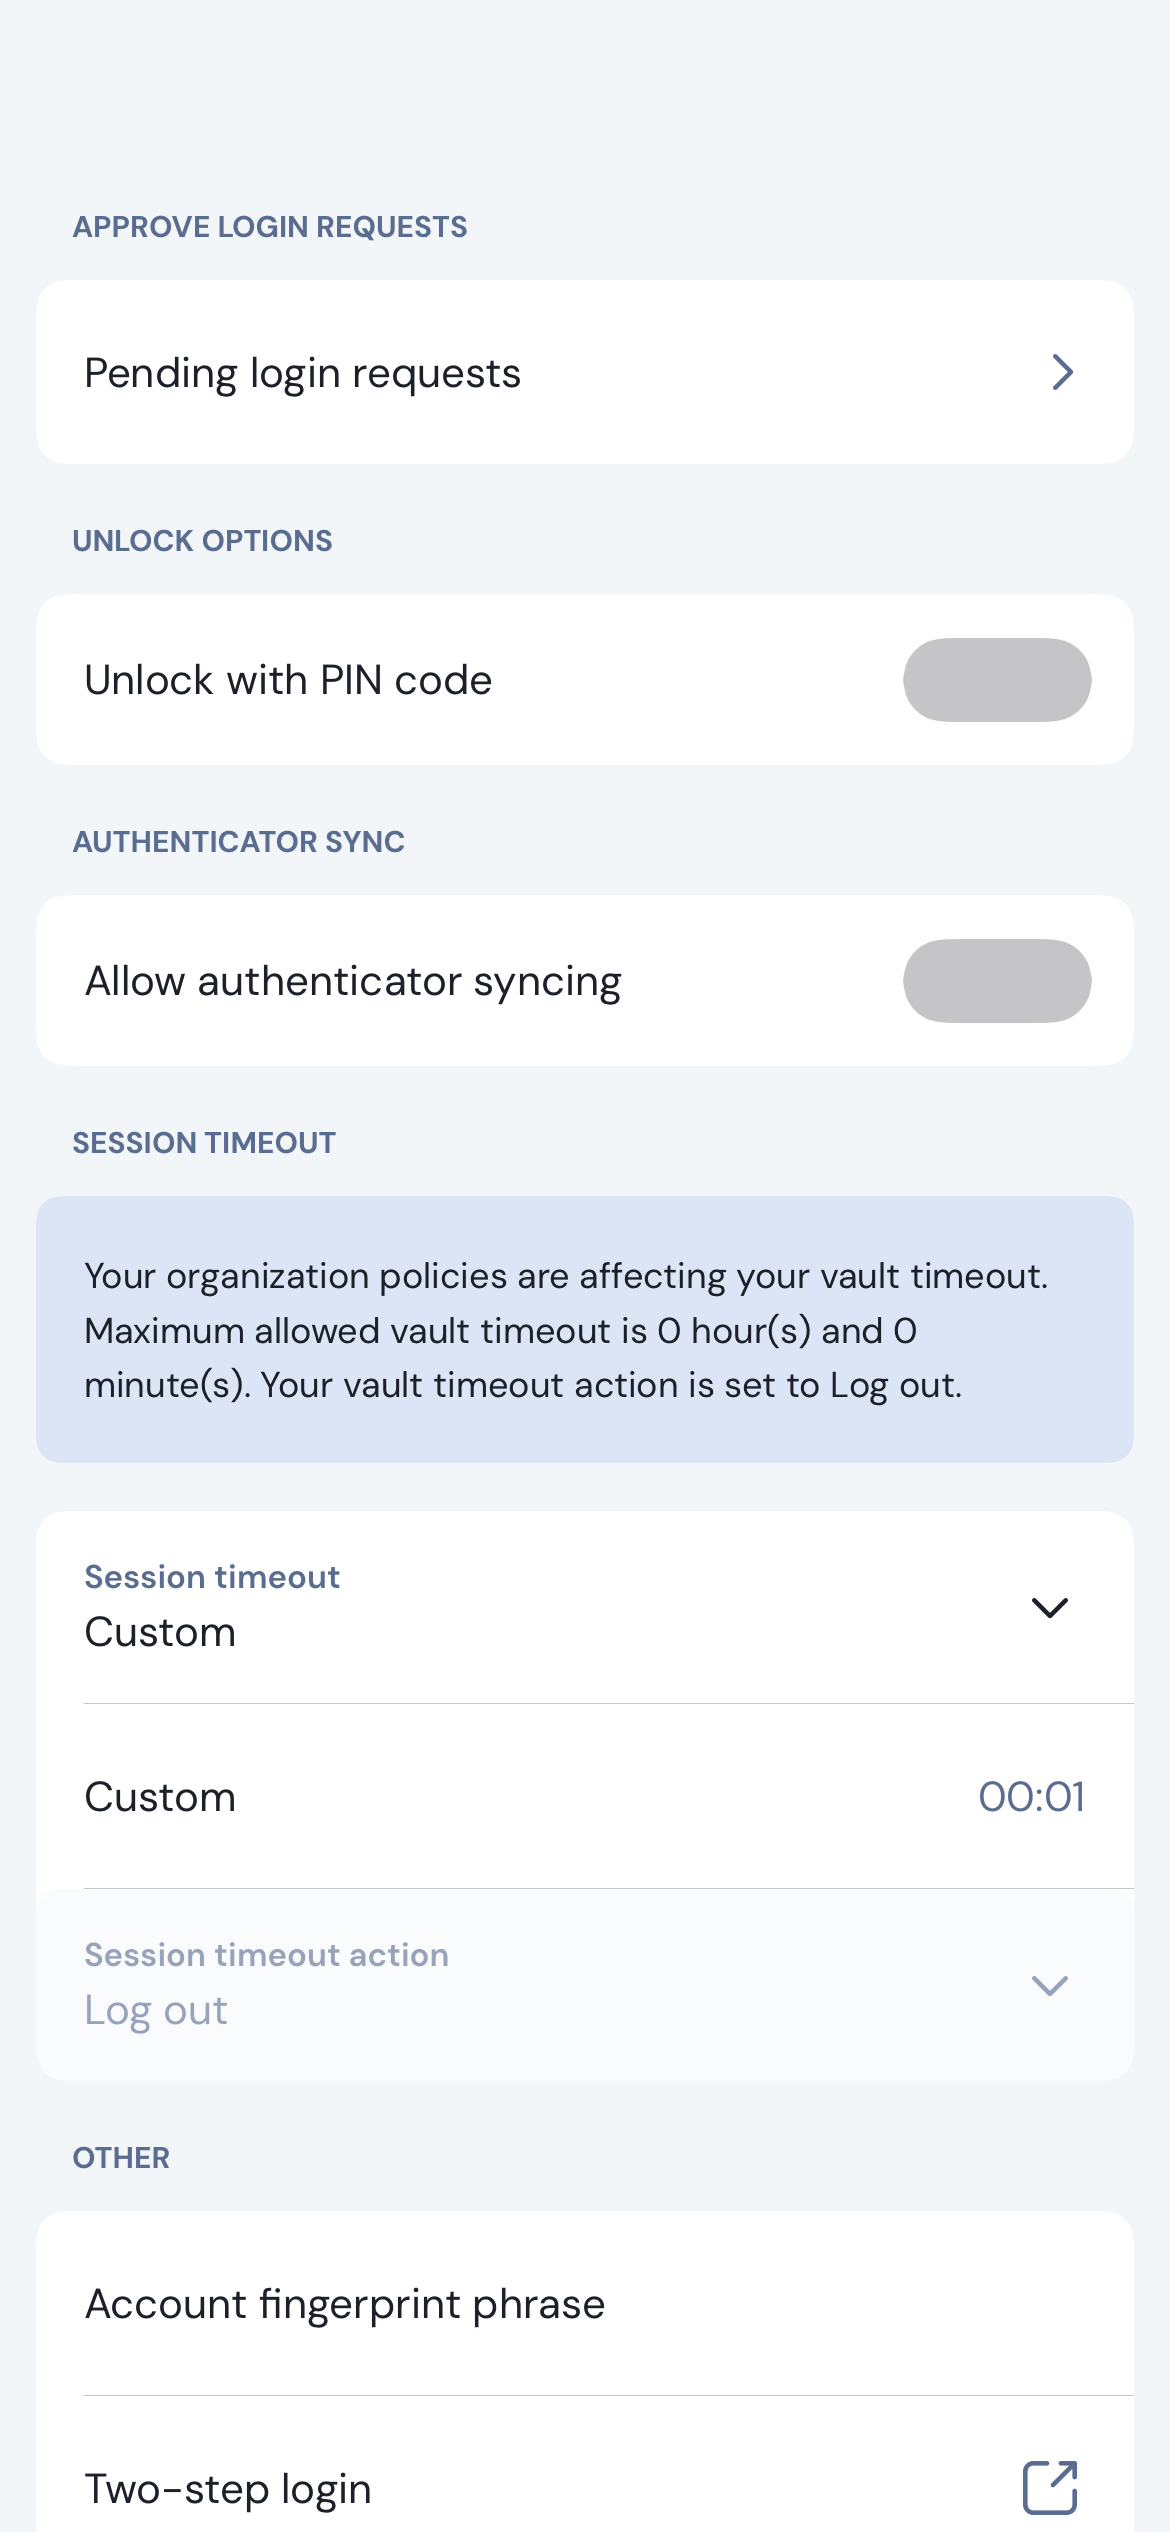 APPROVE LOGIN REQUESTS
Pending login requests
UNLOCK OPTIONS
Unlock with PIN code
AUTHENTICATOR SYNC
Allow authenticator syncing
SESSION TIMEOUT
Your organization policies are affecting your vault timeout.
Maximum allowed vault timeout is 0 hour(s) and 0
minute(s). Your vault timeout action is set to Log out.
Session timeout
Custom
Custom 00:01
Session timeout action
Log out
OTHER
Account fingerprint phrase
Two-step login